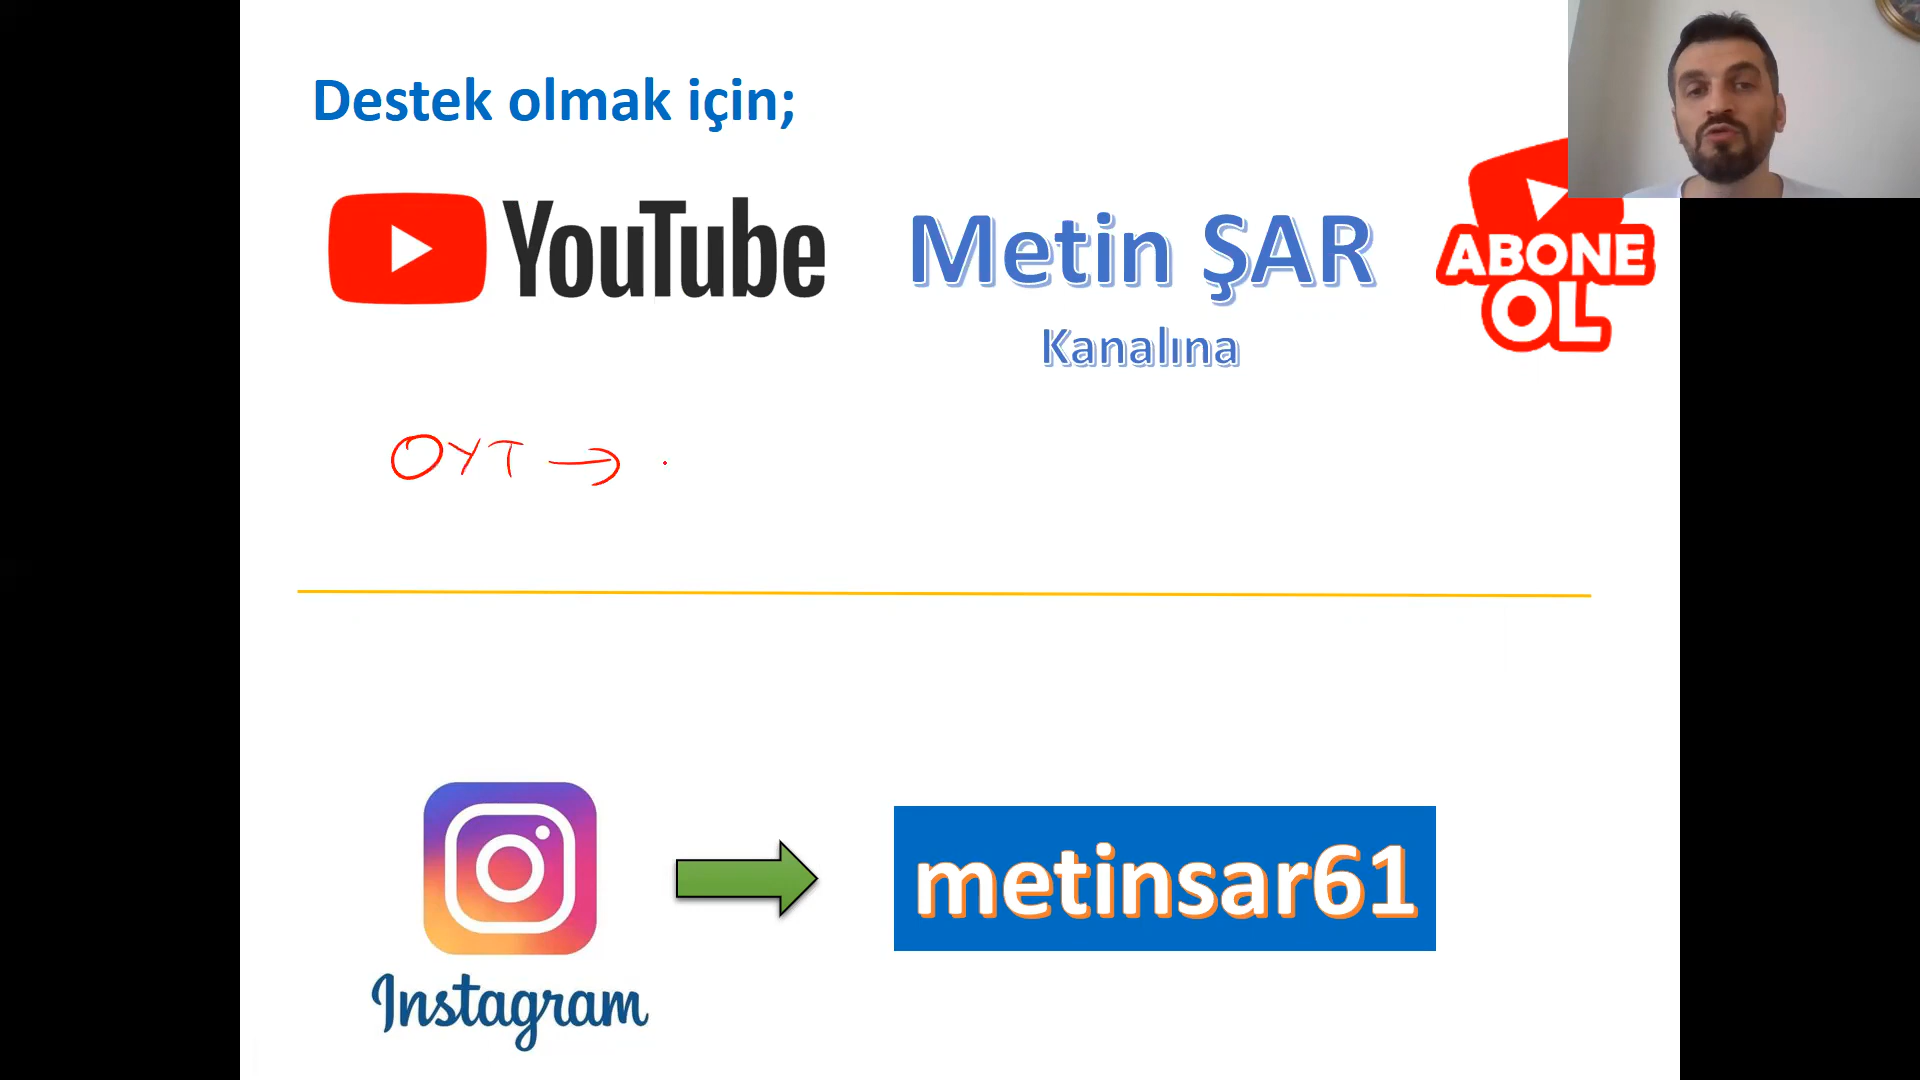 Destek olmak için;
YouTube
Metin ŞAR
Kanalına
ABONE
OL
OYT →
Instagram
metinsar61